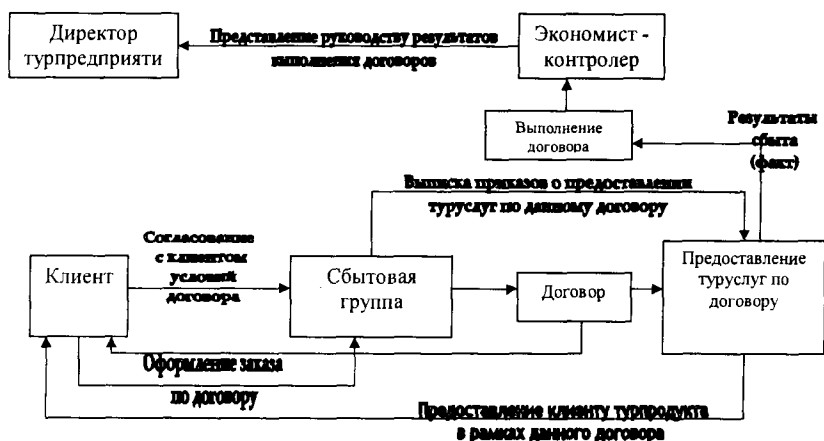 Директор
турпредприяти
Представление руководству результатов
выполнения договоров
Экономист -
контролер
Выполнение
договора
Результаты
сбыта
(факт)
Выписка приказов о предоставлении
туруслуг по данному договору
Согласование
с клиентом
условий
договора
Клиент
Сбытовая
группа
Договор
Предоставление
туруслуг по
договору
Оформление заказа
по договору
Предоставление клиенту турпродукта
в рамках данного договора